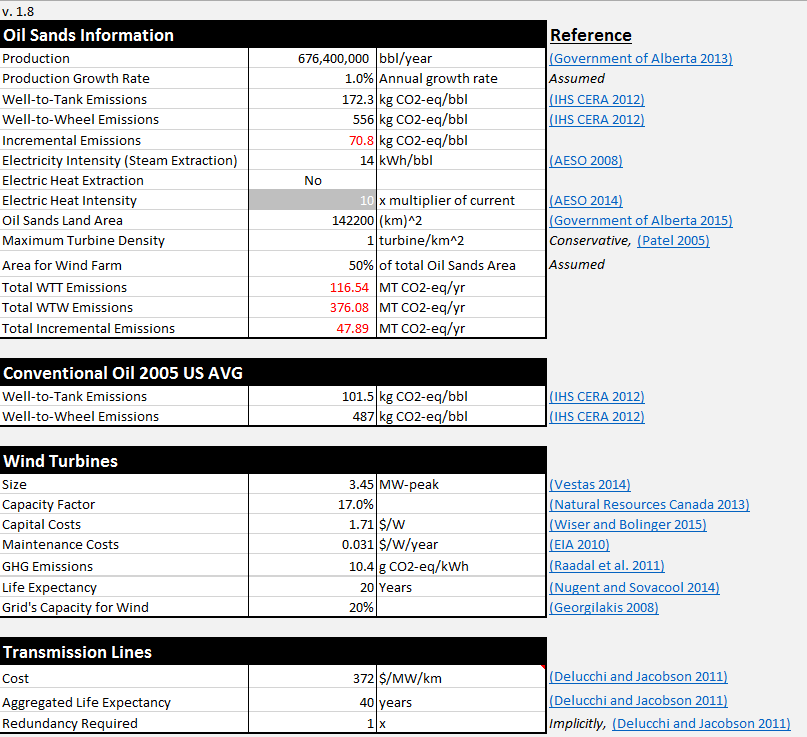 v. 1.8
Oil Sands Information Reference
Production 676,400,000 bbl/year (Government of Alberta 2013)
Production Growth Rate 1.0% Annual growth rate Assumed
Well-to-Tank Emissions 172.3 kg CO2-eq/bbl (IHS CERA 2012)
Well-to-Wheel Emissions 556 kg CO2-eq/bbl (IHS CERA 2012)
Incremental Emissions 70.8 kg CO2-eq/bbl
Electricity Intensity (Steam Extraction) 14 kWh/bbl (AESO 2008)
Electric Heat Extraction No
Electric Heat Intensity 10 x multiplier of current (AESO 2014)
Oil Sands Land Area 142200 (km)^2 (Government of Alberta 2015)
Maximum Turbine Density 1 turbine/km^2 Conservative, (Patel 2005)
Area for Wind Farm 50% of total Oil Sands Area Assumed
Total WTT Emissions 116.54 MT CO2-eq/yr
Total WTW Emissions 376.08 MT CO2-eq/yr
Total Incremental Emissions 47.89 MT CO2-eq/yr
Conventional Oil 2005 US AVG
Well-to-Tank Emissions 101.5 kg CO2-eq/bbl (IHS CERA 2012)
Well-to-Wheel Emissions 487 kg CO2-eq/bbl (IHS CERA 2012)
Wind Turbines
Size 3.45 MW-peak (Vestas 2014)
Capacity Factor 17.0% (Natural Resources Canada 2013)
Capital Costs 1.71 $/W (Wiser and Bolinger 2015)
Maintenance Costs 0.031 $/W/year (EIA 2010)
GHG Emissions 10.4 g CO2-eq/kWh (Raadal et al. 2011)
Life Expectancy 20 Years (Nugent and Sovacool 2014)
Grid's Capacity for Wind 20% (Georgilakis 2008)
Transmission Lines
Cost 372 $/MW/km (Delucchi and Jacobson 2011)
Aggregated Life Expectancy 40 years (Delucchi and Jacobson 2011)
Redundancy Required 1 x Implicitly, (Delucchi and Jacobson 2011)